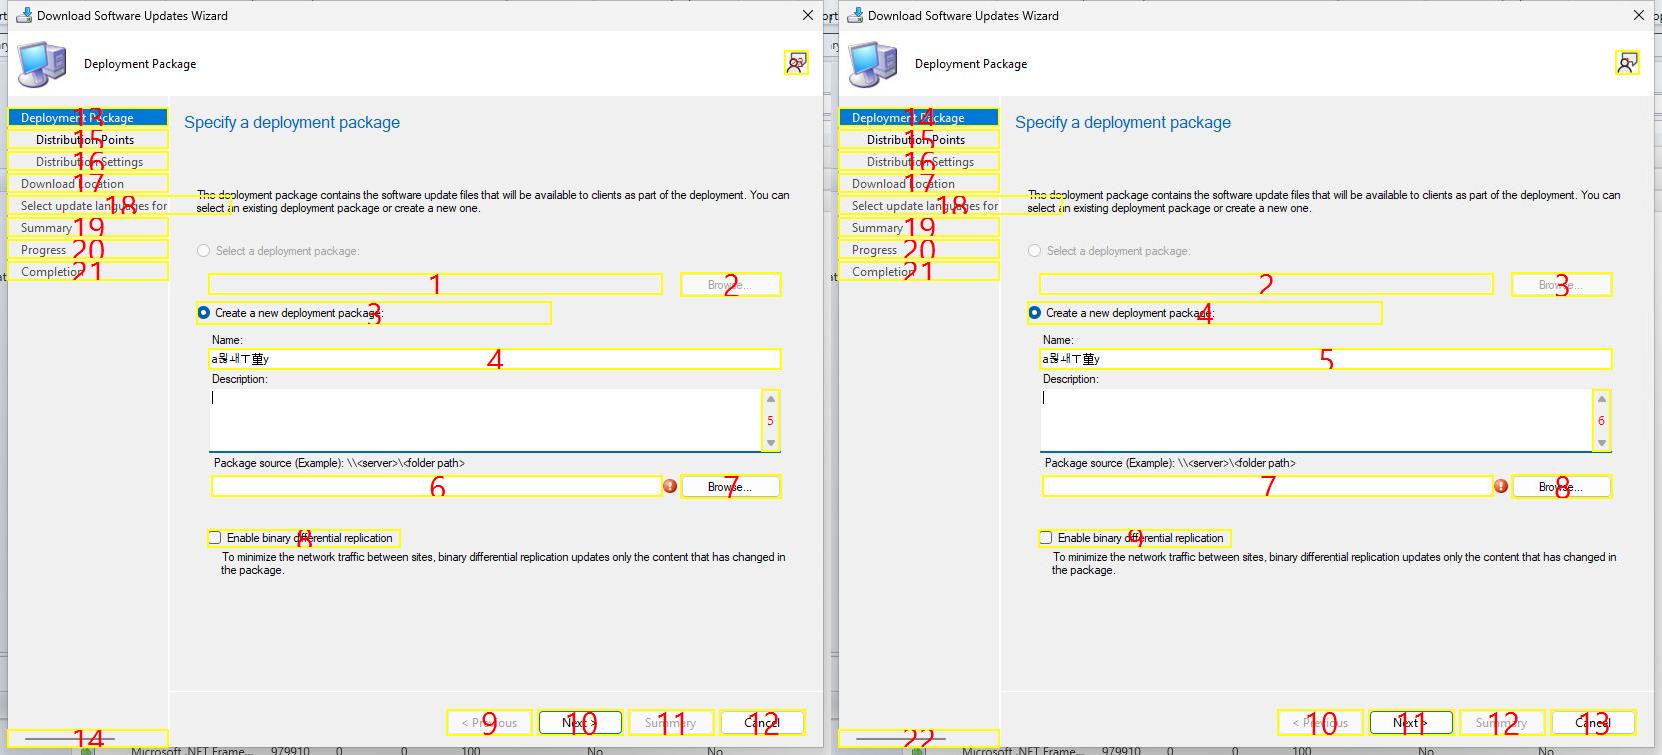 Download Software Updates Wizard
Deployment Package
13
Deployment Package
15
Distribution Points
16
Distribution Settings
17
Download Location
18
Select update languages for
19
Summary
20
Progress
21
Completion
14
Specify a deployment package
The deployment package contains the software update files that will be available to clients as part of the deployment. You can
select an existing deployment package or create a new one.
Select a deployment package:
1
2
Browse...
3
Create a new deployment package:
Name:
4
Description:
5
Package source (Example): \\<server>\<folder path>
6
7
Browse...
8
Enable binary differential replication
To minimize the network traffic between sites, binary differential replication updates only the content that has changed in
the package.
9
< Previous
10
Next >
11
Summary
12
Cancel
Microsoft .NET Frame... 979910 0 0 100 No No
Download Software Updates Wizard
Deployment Package
14
Deployment Package
15
Distribution Points
16
Distribution Settings
17
Download Location
18
Select update languages for
19
Summary
20
Progress
21
Completion
22
Specify a deployment package
The deployment package contains the software update files that will be available to clients as part of the deployment. You can
select an existing deployment package or create a new one.
Select a deployment package:
2
3
Browse...
4
Create a new deployment package:
Name:
5
Description:
6
Package source (Example): \\<server>\<folder path>
7
8
Browse...
9
Enable binary differential replication
To minimize the network traffic between sites, binary differential replication updates only the content that has changed in
the package.
10
< Previous
11
Next >
12
Summary
13
Cancel
Microsoft .NET Frame... 979910 0 0 100 No No